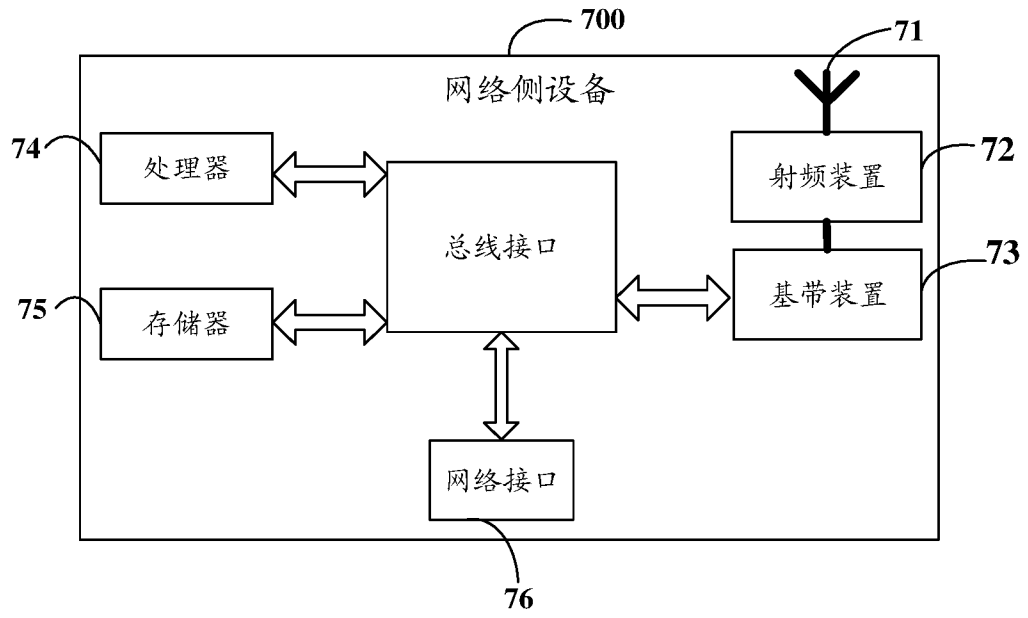 700
71
网络侧设备
74
处理器
72
射频装置
总线接口
73
基带装置
75
存储器
网络接口
76